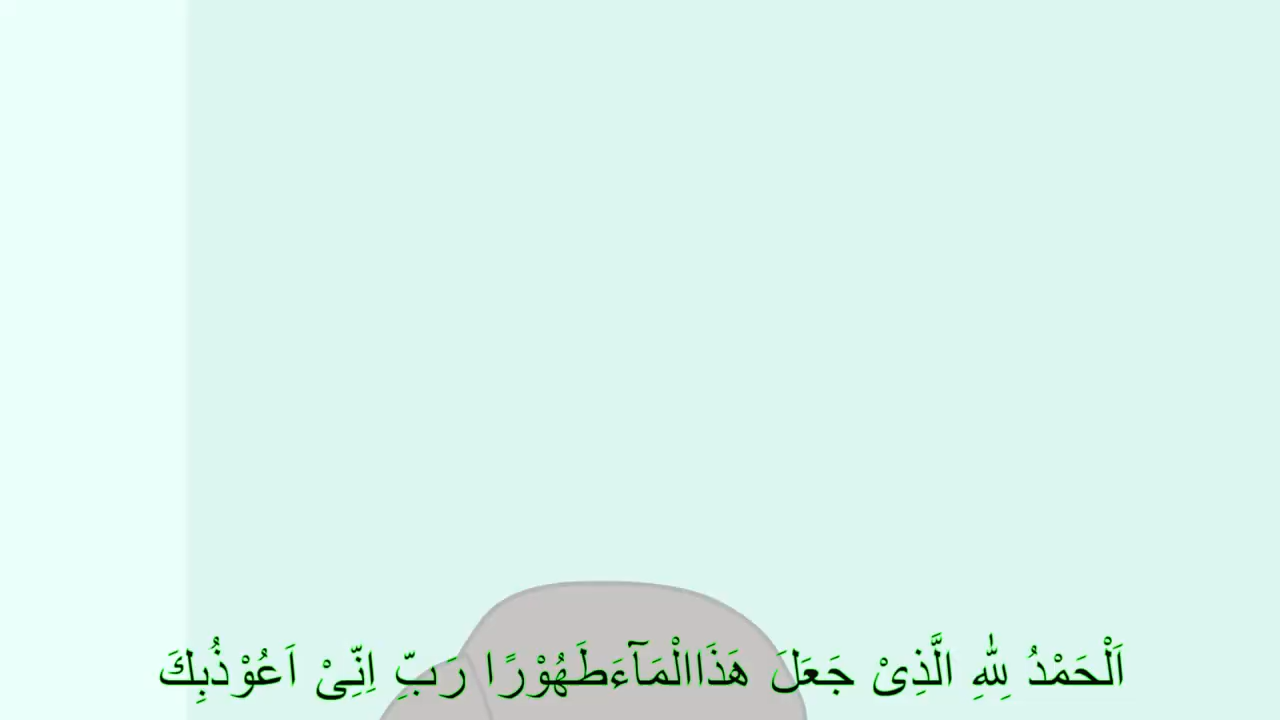 اَلْحَمْدُ لِلّٰهِ الَّذِىْ جَعَلَ هَذَاالْمَآءَطَهُوْرًا رَبِّ اِنِّىْ اَعُوْذُبِكَ